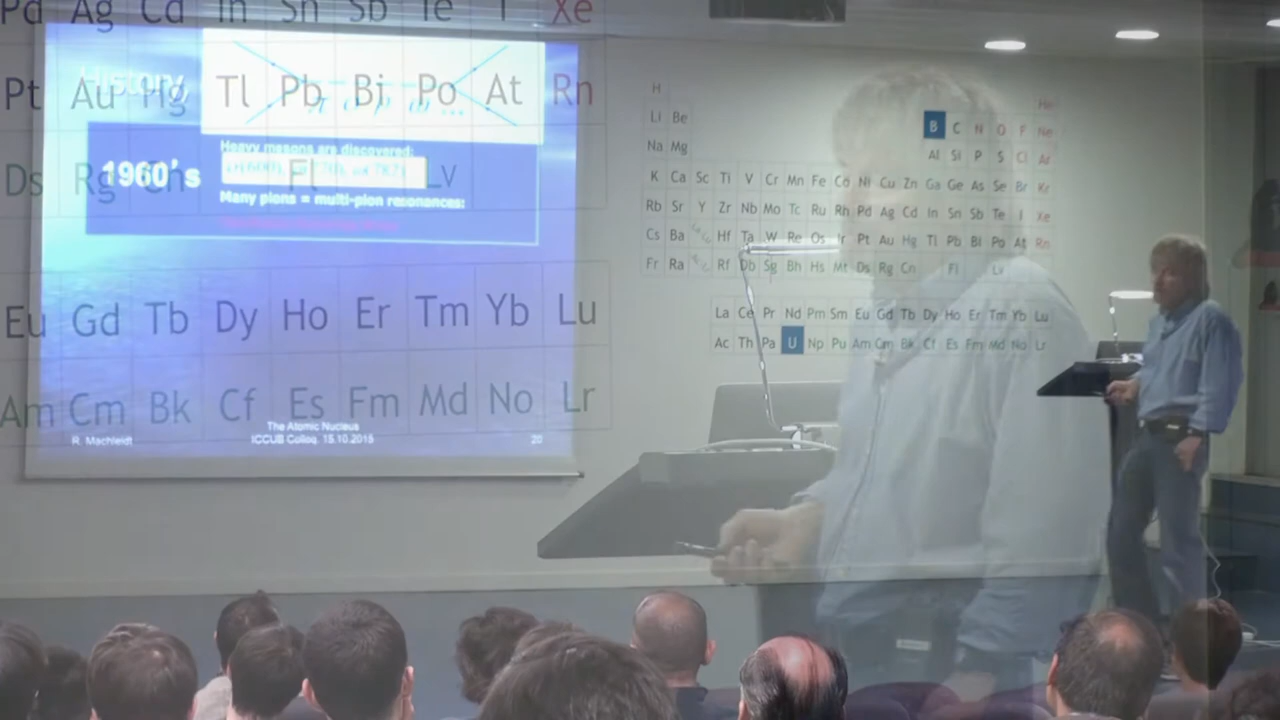 Pd Ag Cd In Sn Sb Te I Xe
Pt Au Hg Tl Pb Bi Po At Rn
Ds Rg Cn Fl Lv
Eu Gd Tb Dy Ho Er Tm Yb Lu
Am Cm Bk Cf Es Fm Md No Lr
History
π σ ρ ω ...
1960's
Heavy mesons are discovered:
Many pions = multi-pion resonances:
R. Machleidt
The Atomic Nucleus
ICCUB Colloq. 15.10.2015
20
H He
Li Be B C N O F Ne
Na Mg Al Si P S Cl Ar
K Ca Sc Ti V Cr Mn Fe Co Ni Cu Zn Ga Ge As Se Br Kr
Rb Sr Y Zr Nb Mo Tc Ru Rh Pd Ag Cd In Sn Sb Te I Xe
Cs Ba Hf Ta W Re Os Ir Pt Au Hg Tl Pb Bi Po At Rn
Fr Ra Rf Db Sg Bh Hs Mt Ds Rg Cn Fl Lv
La Ce Pr Nd Pm Sm Eu Gd Tb Dy Ho Er Tm Yb Lu
Ac Th Pa U Np Pu Am Cm Bk Cf Es Fm Md No Lr